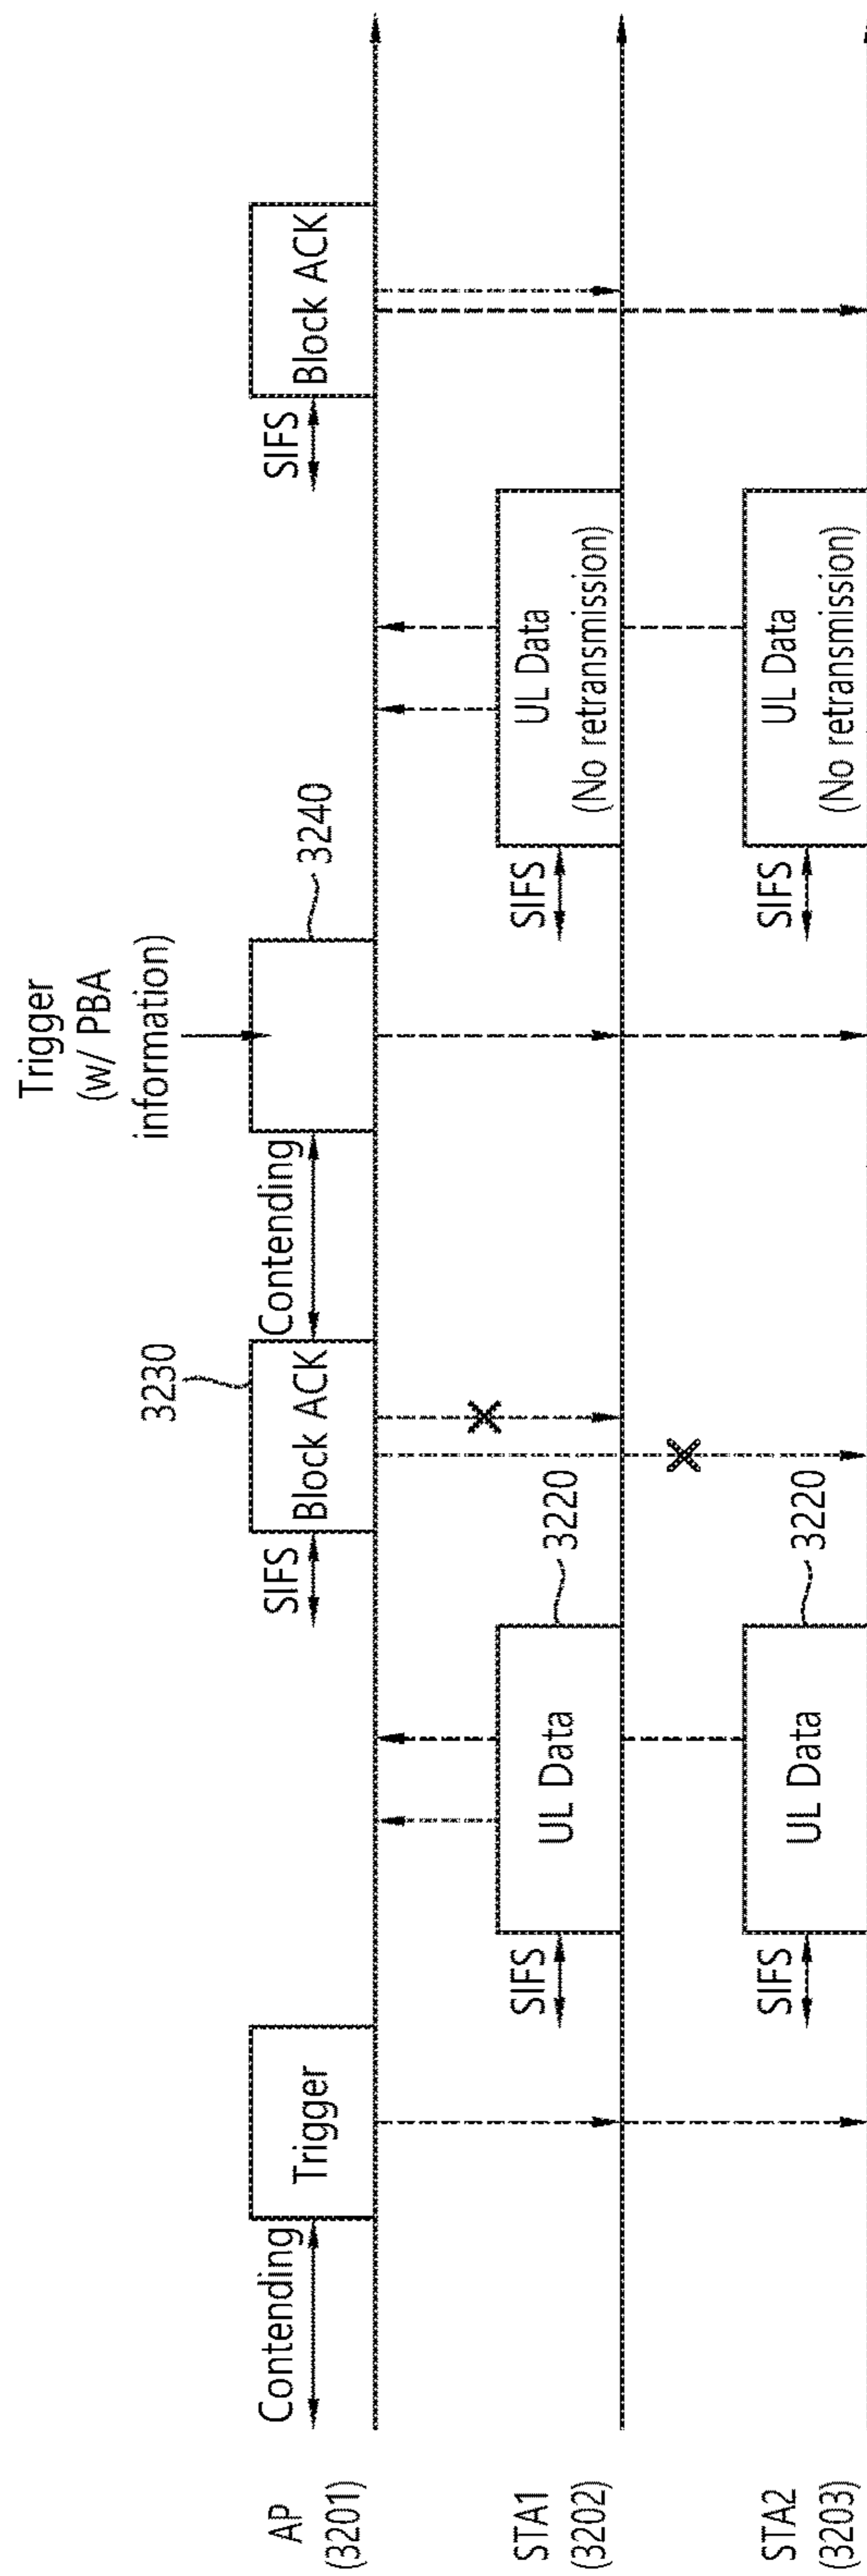 Trigger
(w/ PBA
information)
3230
3240
Contending
Trigger
SIFS
Block ACK
Contending
SIFS
Block ACK
AP
(3201)
SIFS
UL Data
3220
SIFS
UL Data
(No retransmission)
STA1
(3202)
SIFS
UL Data
3220
SIFS
UL Data
(No retransmission)
STA2
(3203)